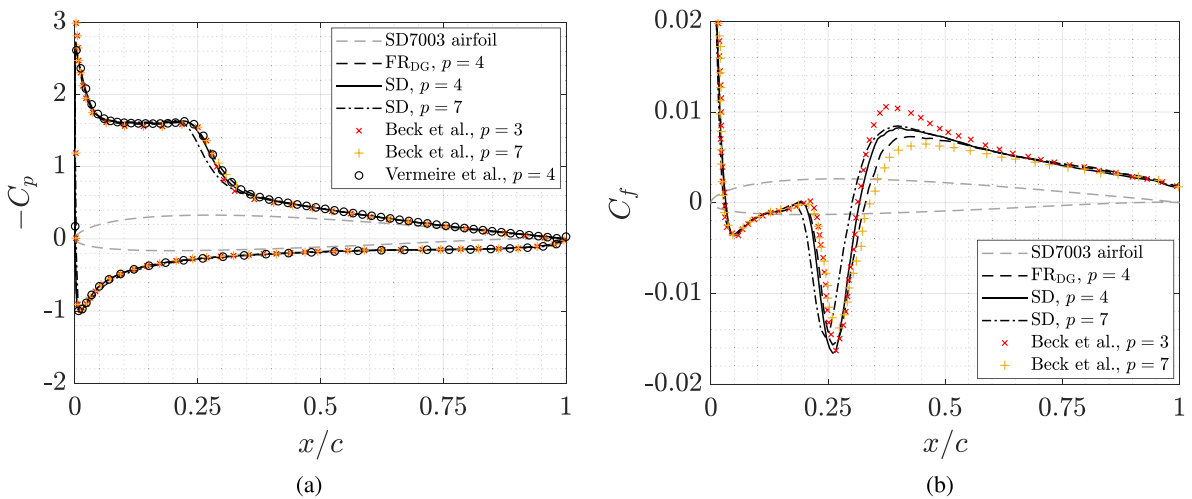 3
2
1
0
-1
-2
0
0.25
0.5
0.75
1
−C_p
x/c
SD7003 airfoil
FR_DG, p = 4
SD, p = 4
SD, p = 7
Beck et al., p = 3
Beck et al., p = 7
Vermeire et al., p = 4
(a)
0.02
0.01
0
-0.01
-0.02
0
0.25
0.5
0.75
1
C_f
x/c
SD7003 airfoil
FR_DG, p = 4
SD, p = 4
SD, p = 7
Beck et al., p = 3
Beck et al., p = 7
(b)